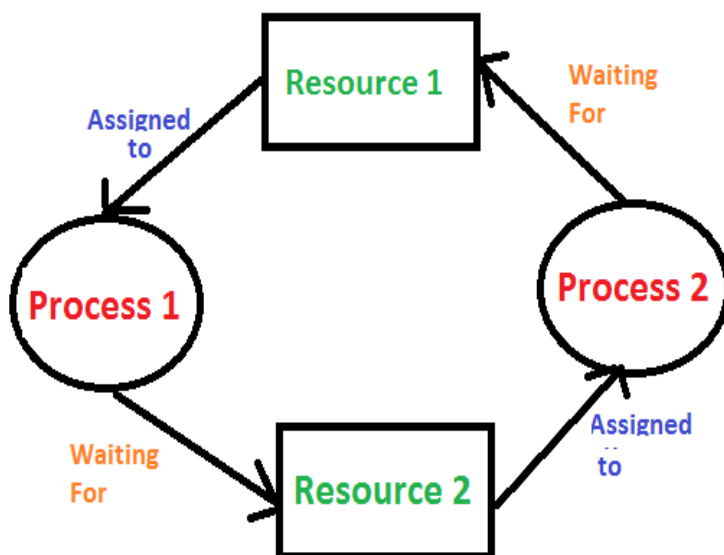 Resource 1
Waiting
For
Assigned
to
Process 1
Process 2
Waiting
For
Resource 2
Assigned
to